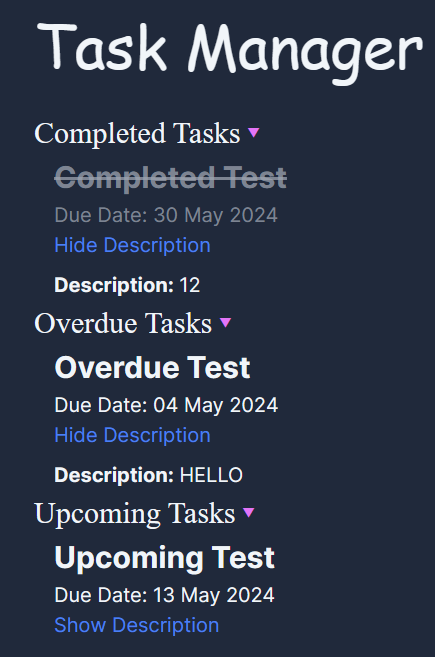 Task Manager
Completed Tasks ▼
Completed Test
Due Date: 30 May 2024
Hide Description
Description: 12
Overdue Tasks ▼
Overdue Test
Due Date: 04 May 2024
Hide Description
Description: HELLO
Upcoming Tasks ▼
Upcoming Test
Due Date: 13 May 2024
Show Description